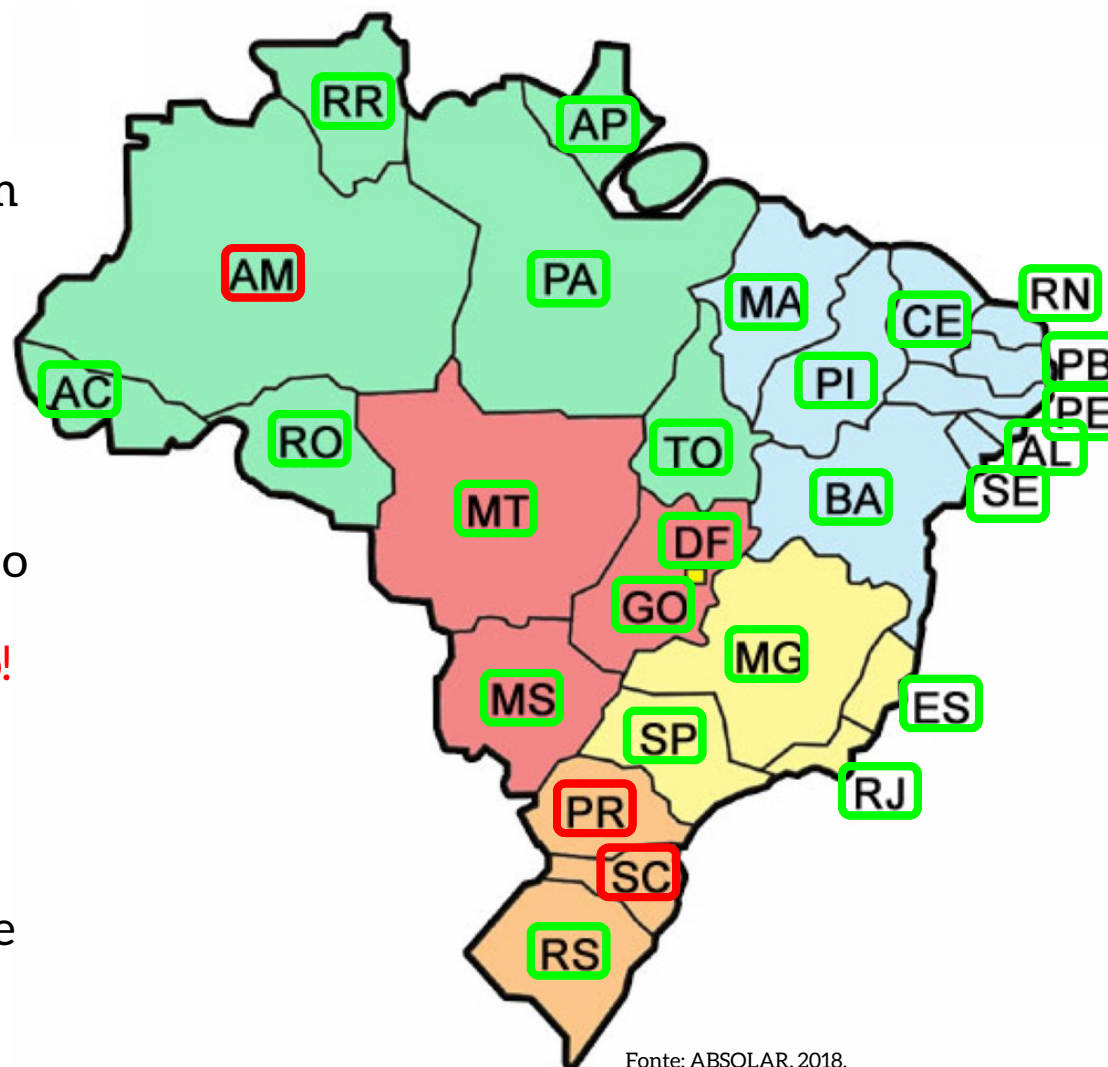 RR
AP
n
AM
PA
MA
CE
RN
PI
PB
AC
PE
RO
TO
AL
MT
BA
SE
DF
o
GO
!
MG
MS
ES
SP
RJ
PR
SC
e
RS
Fonte: ABSOLAR, 2018.